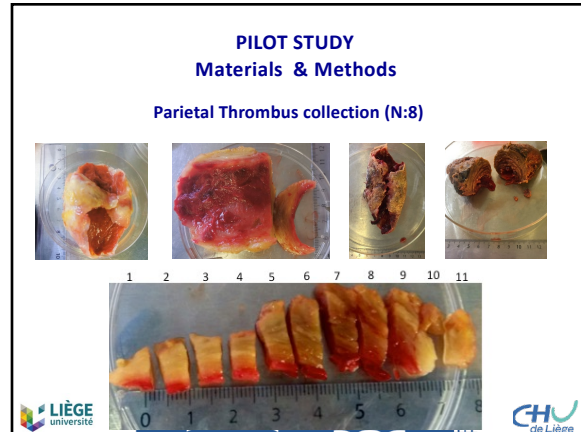 PILOT STUDY
Materials & Methods
Parietal Thrombus collection (N:8)
1 2 3 4 5 6 7 8 9 10 11
0 1 2 3 4 5 6 7 8
LIÈGE
université
CHU
de Liège